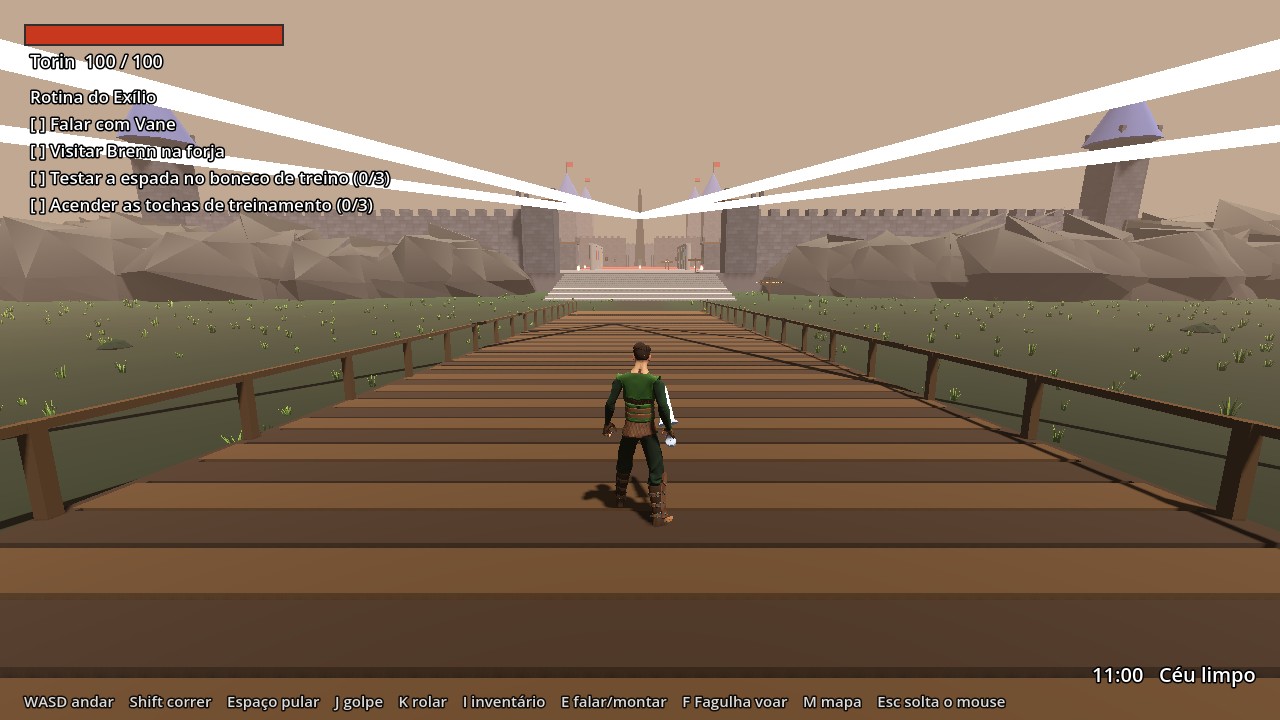 Torin 100 / 100
Rotina do Exílio
[ ] Falar com Vane
[ ] Visitar Brenn na forja
[ ] Testar a espada no boneco de treino (0/3)
[ ] Acender as tochas de treinamento (0/3)
11:00 Céu limpo
WASD andar Shift correr Espaço pular J golpe K rolar I inventário E falar/montar F Fagulha voar M mapa Esc solta o mouse